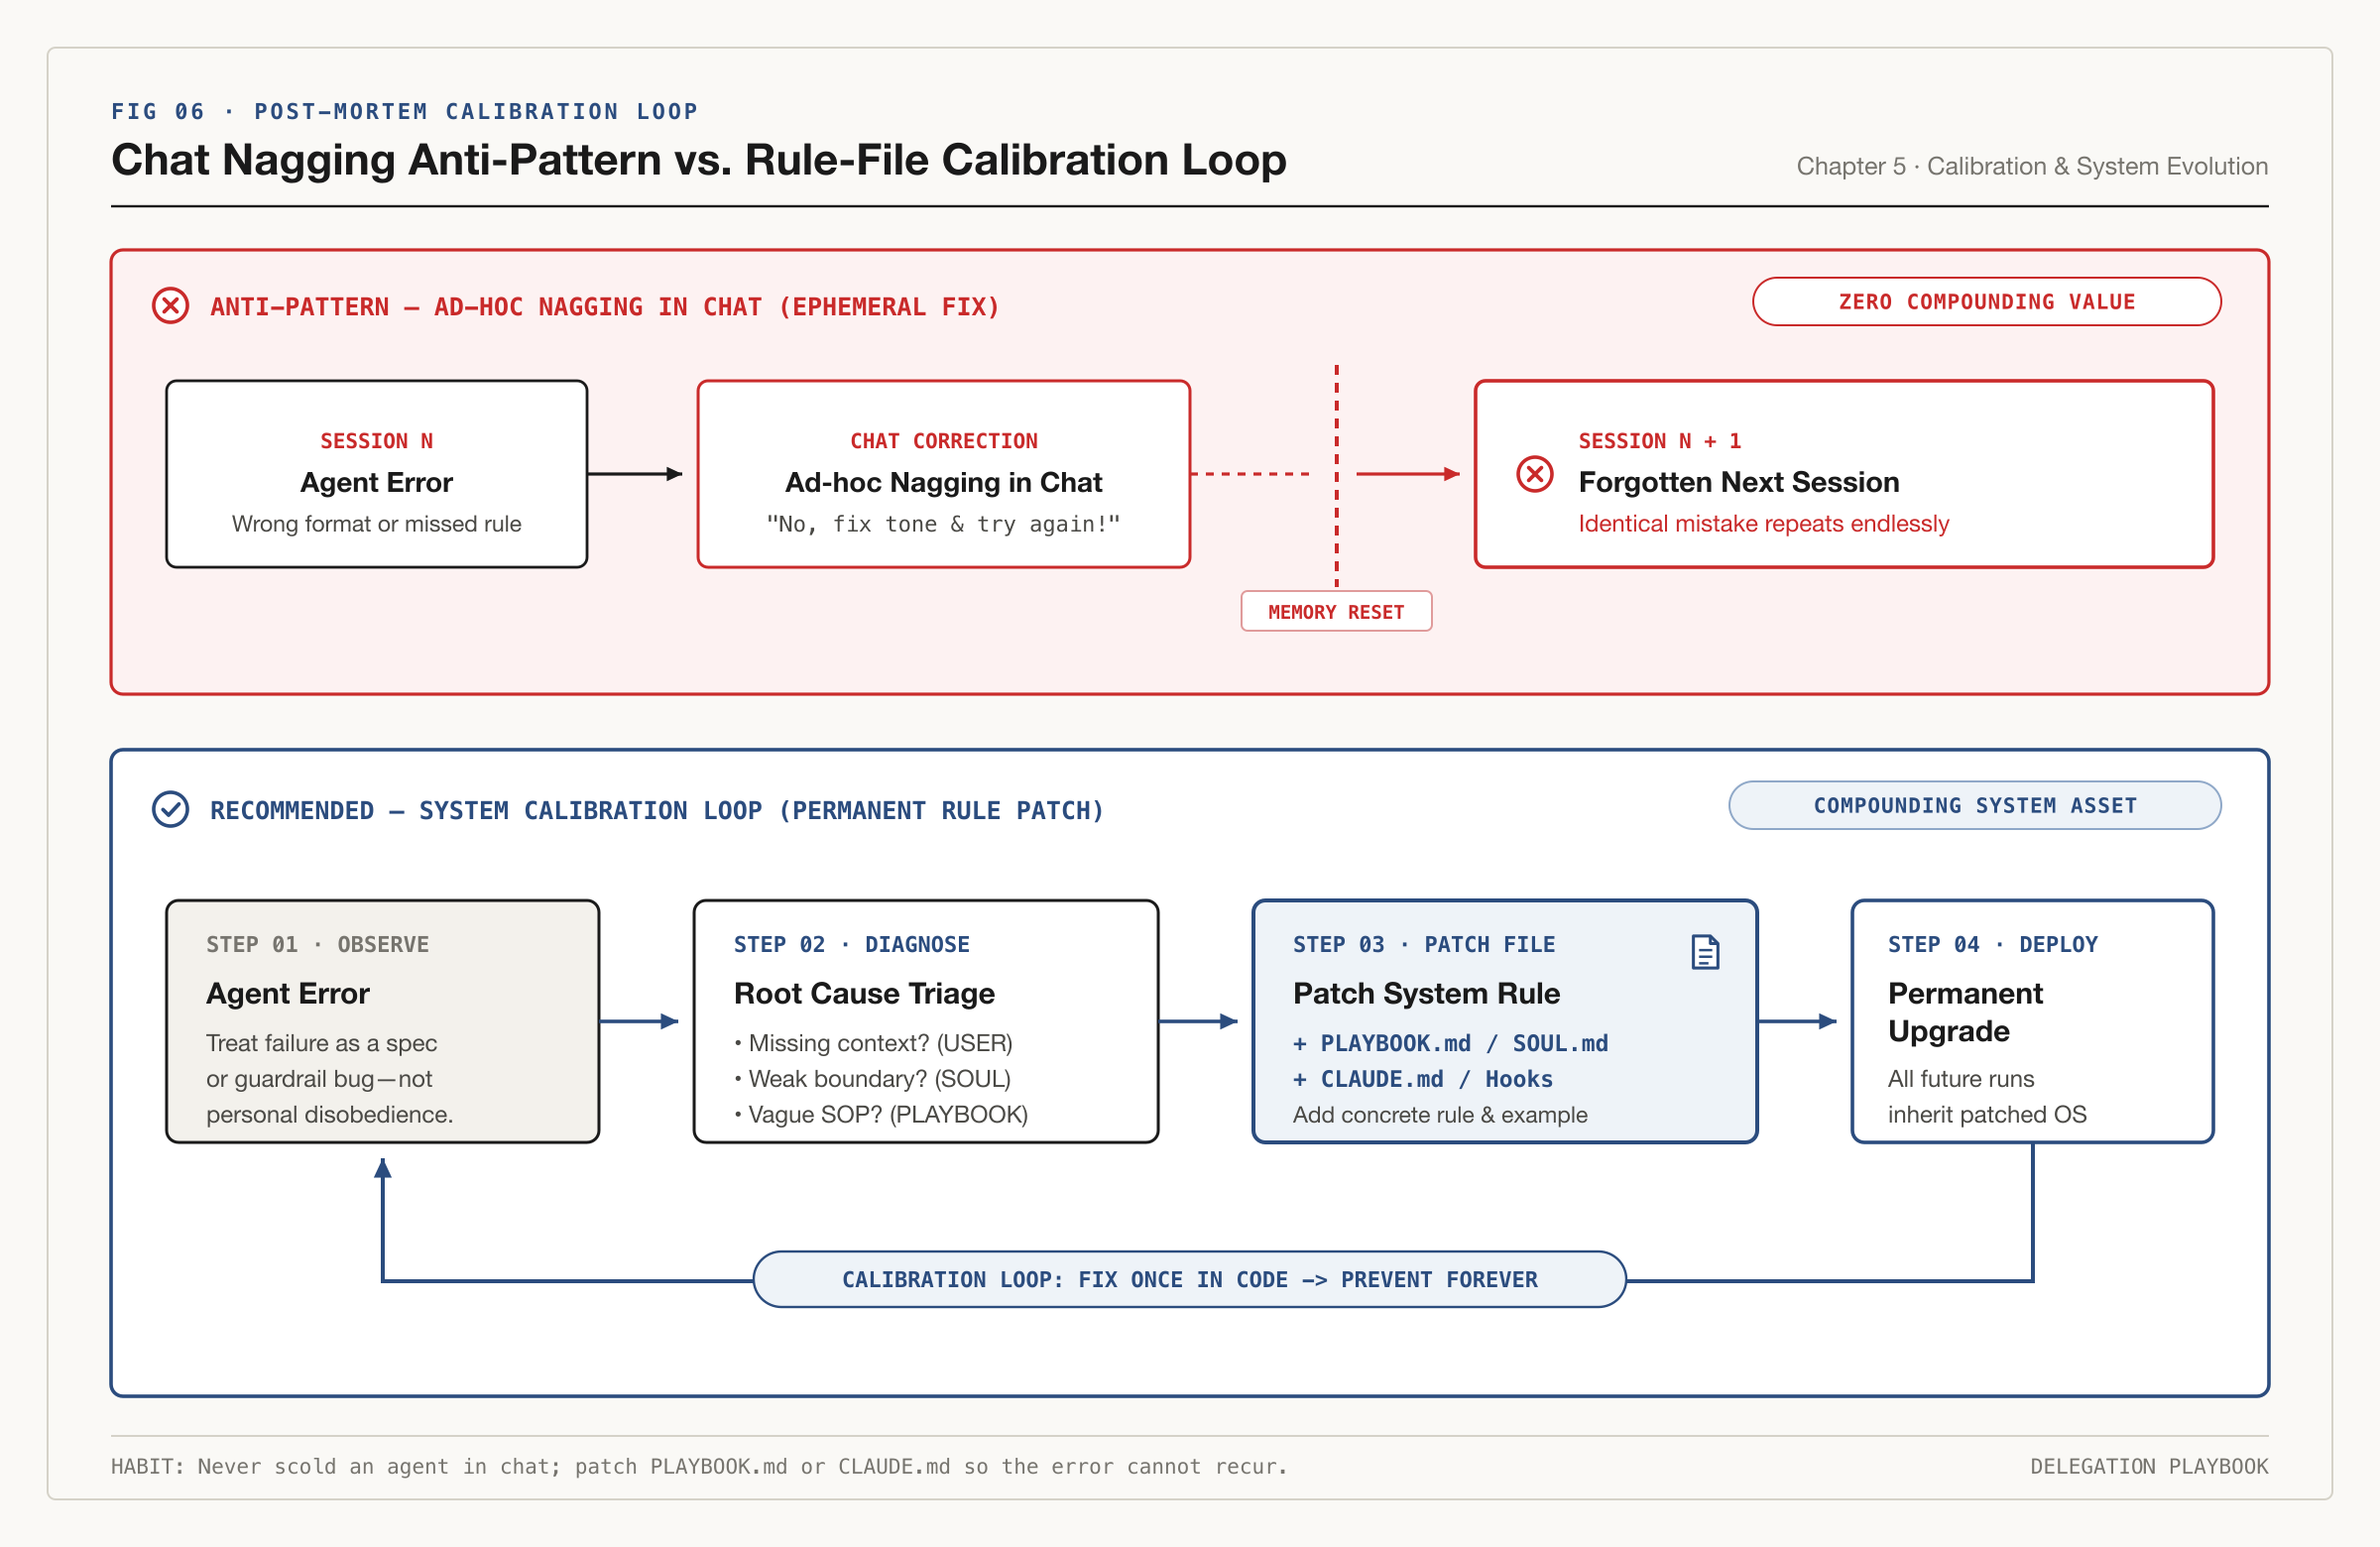 FIG 06 · POST–MORTEM CALIBRATION LOOP
Chat Nagging Anti-Pattern vs. Rule-File Calibration Loop
Chapter 5 · Calibration & System Evolution
ANTI–PATTERN — AD–HOC NAGGING IN CHAT (EPHEMERAL FIX)
ZERO COMPOUNDING VALUE
SESSION N
Agent Error
Wrong format or missed rule
CHAT CORRECTION
Ad-hoc Nagging in Chat
"No, fix tone & try again!"
MEMORY RESET
SESSION N + 1
Forgotten Next Session
Identical mistake repeats endlessly
RECOMMENDED — SYSTEM CALIBRATION LOOP (PERMANENT RULE PATCH)
COMPOUNDING SYSTEM ASSET
STEP 01 · OBSERVE
Agent Error
Treat failure as a spec
or guardrail bug—not
personal disobedience.
STEP 02 · DIAGNOSE
Root Cause Triage
• Missing context? (USER)
• Weak boundary? (SOUL)
• Vague SOP? (PLAYBOOK)
STEP 03 · PATCH FILE
Patch System Rule
+ PLAYBOOK.md / SOUL.md
+ CLAUDE.md / Hooks
Add concrete rule & example
STEP 04 · DEPLOY
Permanent
Upgrade
All future runs
inherit patched OS
CALIBRATION LOOP: FIX ONCE IN CODE –> PREVENT FOREVER
HABIT: Never scold an agent in chat; patch PLAYBOOK.md or CLAUDE.md so the error cannot recur.
DELEGATION PLAYBOOK